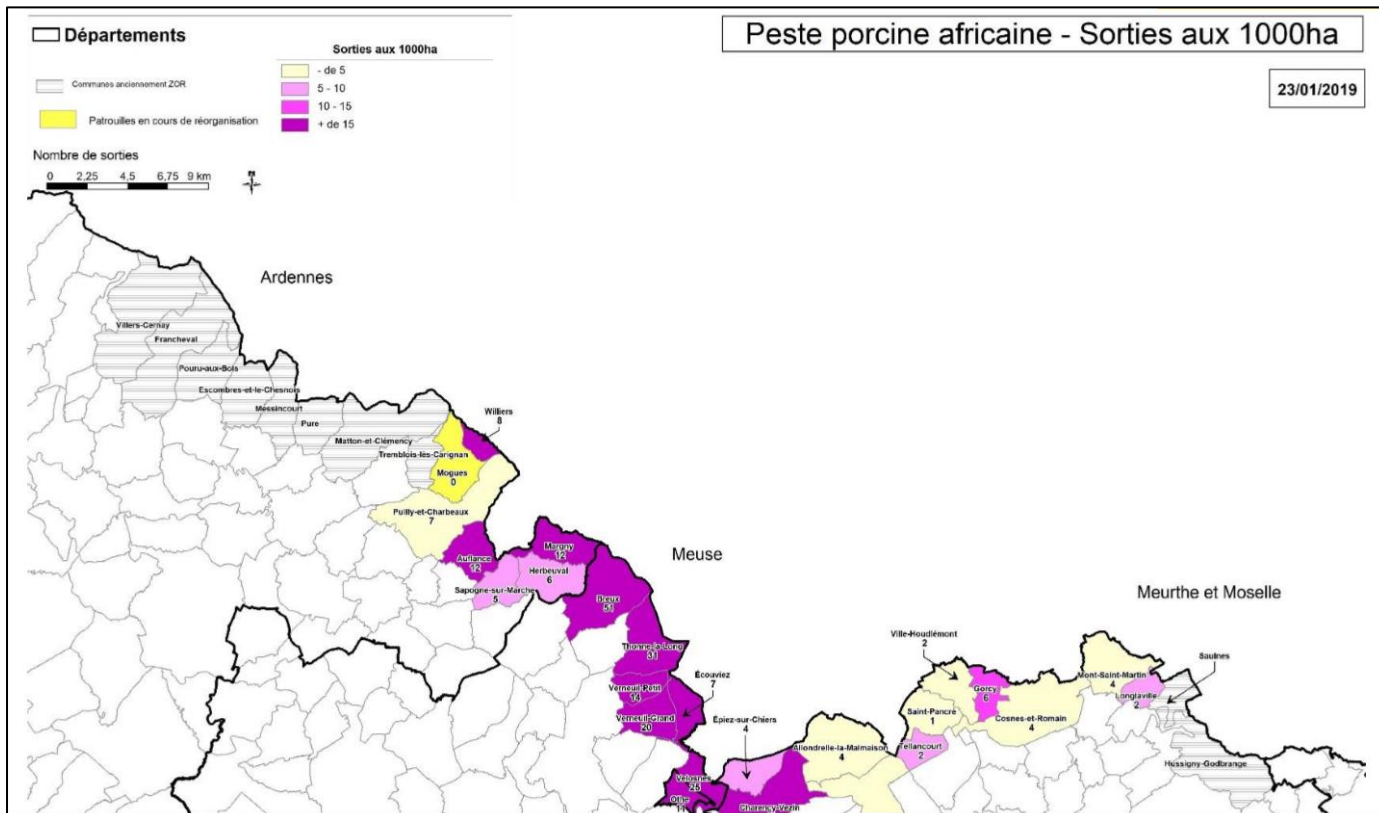 Départements
Communes anciennement ZOR
Patrouilles en cours de réorganisation
Nombre de sorties
0 2,25 4,5 6,75 9 km
Sorties aux 1000ha
- de 5
5 - 10
10 - 15
+ de 15
Peste porcine africaine - Sorties aux 1000ha
23/01/2019
Ardennes
Villers-Cernay
Francheval
Pouru-aux-Bois
Escombres-et-le-Chesnois
Messincourt
Pure
Matton-et-Clémency
Tremblois-lès-Carignan
Williers
8
Mogues
0
Puilly-et-Charbeaux
7
Auflance
12
Sapogne-sur-Marche
5
Margny
12
Herbeuval
6
Meuse
Breux
51
Thonne-le-Long
31
Écouviez
7
Verneuil-Petit
14
Verneuil-Grand
20
Épiez-sur-Chiers
4
Velosnes
25
Othe
11
Charency-Vezin
Allondrelle-la-Malmaison
4
Meurthe et Moselle
Ville-Houdlémont
2
Gorcy
6
Saint-Pancré
1
Tellancourt
2
Cosnes-et-Romain
4
Mont-Saint-Martin
4
Longlaville
2
Saulnes
Hussigny-Godbrange